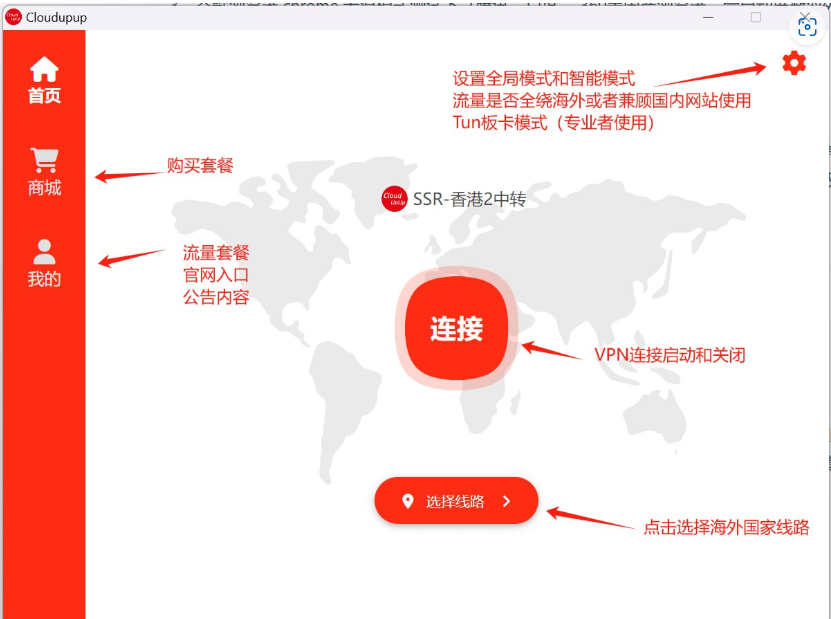 Cloudupup
首页
商城
我的
设置全局模式和智能模式
流量是否全绕海外或者兼顾国内网站使用
Tun板卡模式（专业者使用）
购买套餐
Cloud
UpUp
SSR-香港2中转
流量套餐
官网入口
公告内容
连接
VPN连接启动和关闭
选择线路
点击选择海外国家线路